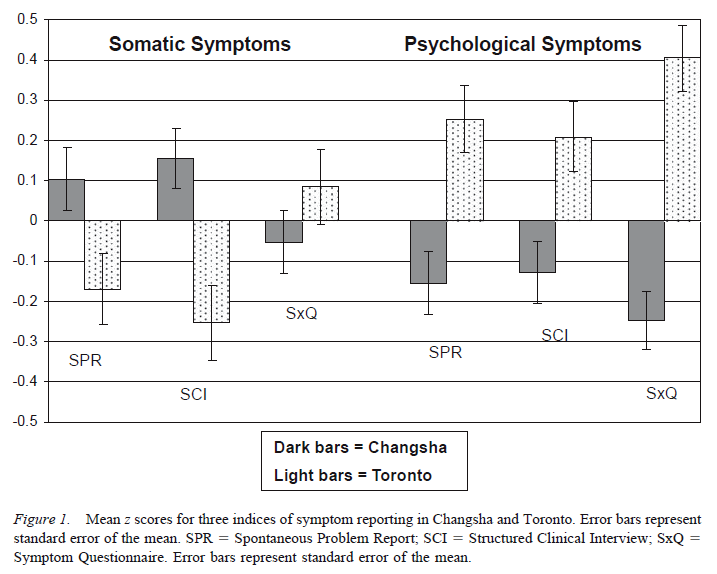 0.5
0.4
0.3
0.2
0.1
0
-0.1
-0.2
-0.3
-0.4
-0.5
Somatic Symptoms
Psychological Symptoms
SPR
SCI
SxQ
SPR
SCI
SxQ
Dark bars = Changsha
Light bars = Toronto
Figure 1. Mean z scores for three indices of symptom reporting in Changsha and Toronto. Error bars represent
standard error of the mean. SPR = Spontaneous Problem Report; SCI = Structured Clinical Interview; SxQ =
Symptom Questionnaire. Error bars represent standard error of the mean.